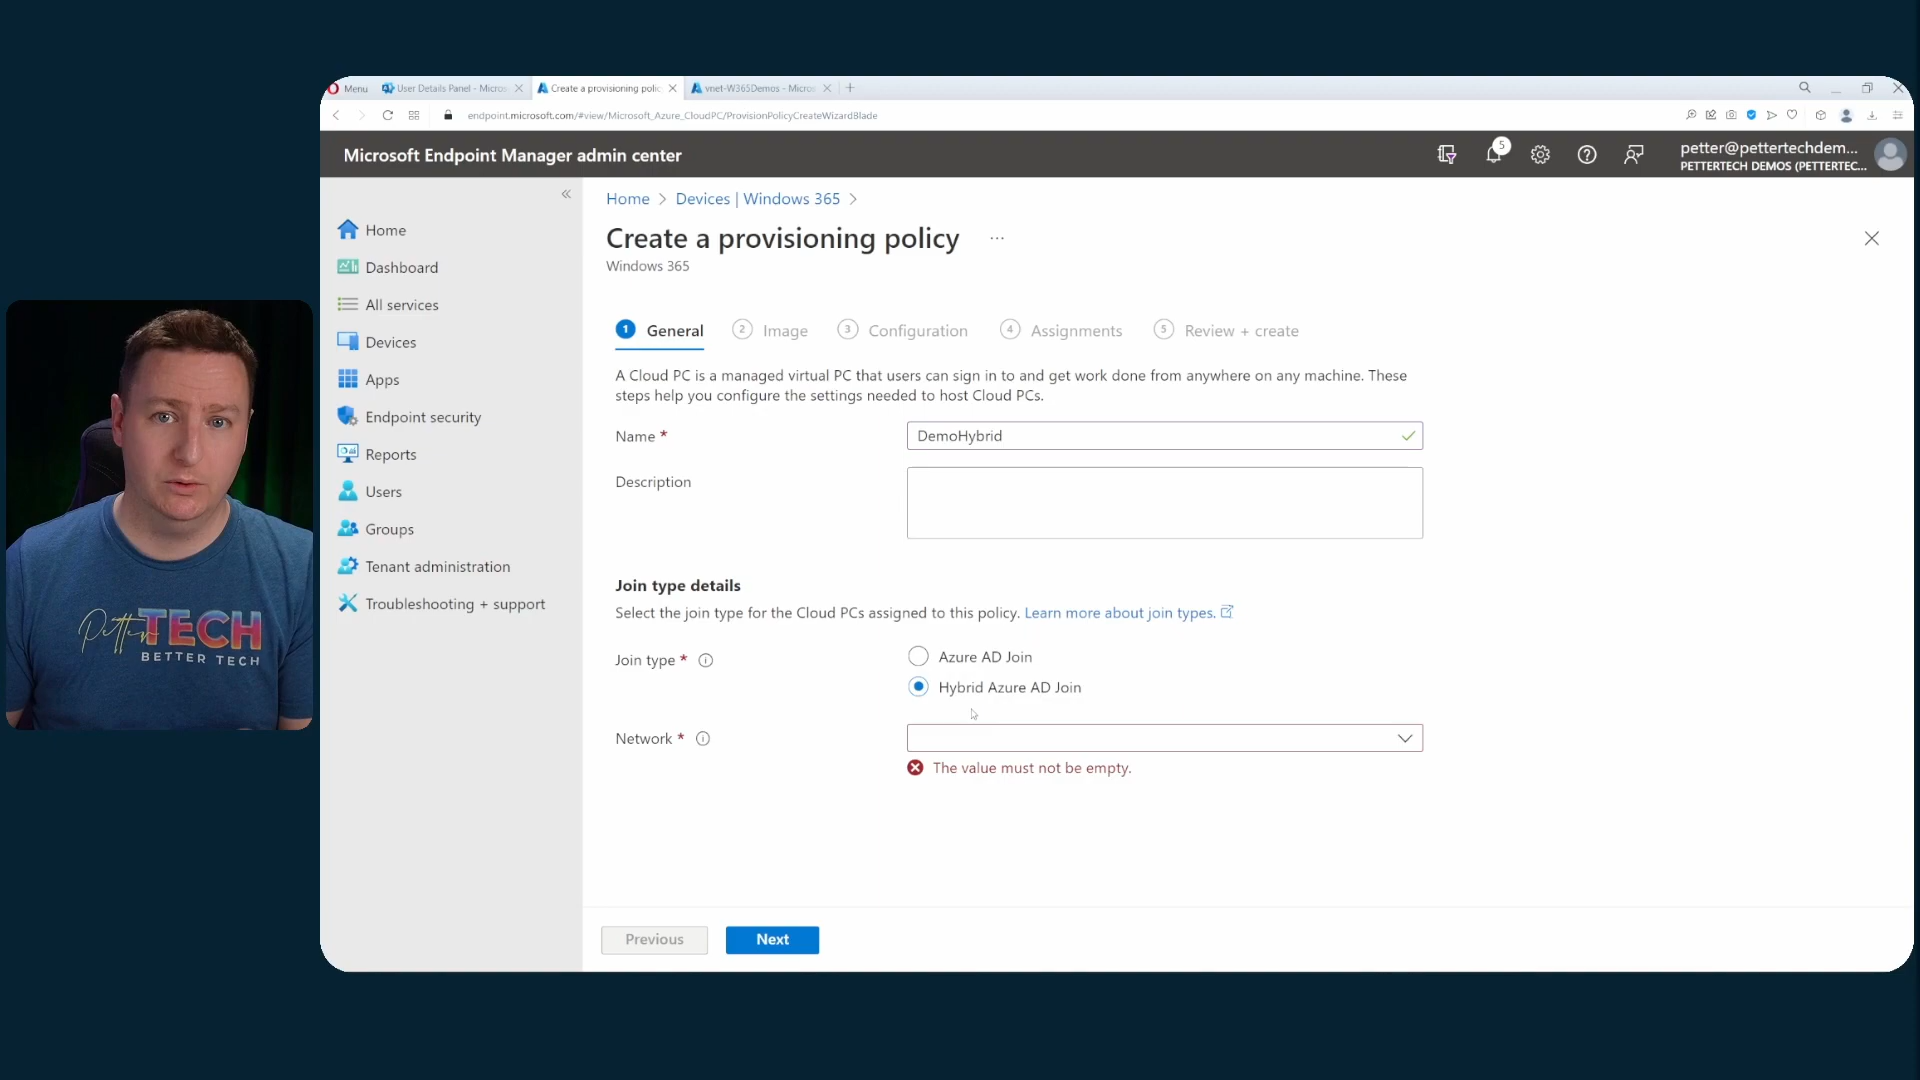 Menu
User Details Panel - Micros
Create a provisioning polic
vnet-W365Demos - Micros
endpoint.microsoft.com/#view/Microsoft_Azure_CloudPC/ProvisionPolicyCreateWizardBlade
Microsoft Endpoint Manager admin center
5
petter@pettertechdem...
PETTERTECH DEMOS (PETTERTEC...
Home
Dashboard
All services
Devices
Apps
Endpoint security
Reports
Users
Groups
Tenant administration
Troubleshooting + support
Home > Devices | Windows 365 >
Create a provisioning policy ...
Windows 365
1 General
2 Image
3 Configuration
4 Assignments
5 Review + create
A Cloud PC is a managed virtual PC that users can sign in to and get work done from anywhere on any machine. These
steps help you configure the settings needed to host Cloud PCs.
Name *
DemoHybrid
Description
Join type details
Select the join type for the Cloud PCs assigned to this policy. Learn more about join types.
Join type *
Azure AD Join
Hybrid Azure AD Join
Network *
The value must not be empty.
Previous
Next
Petter TECH
BETTER TECH